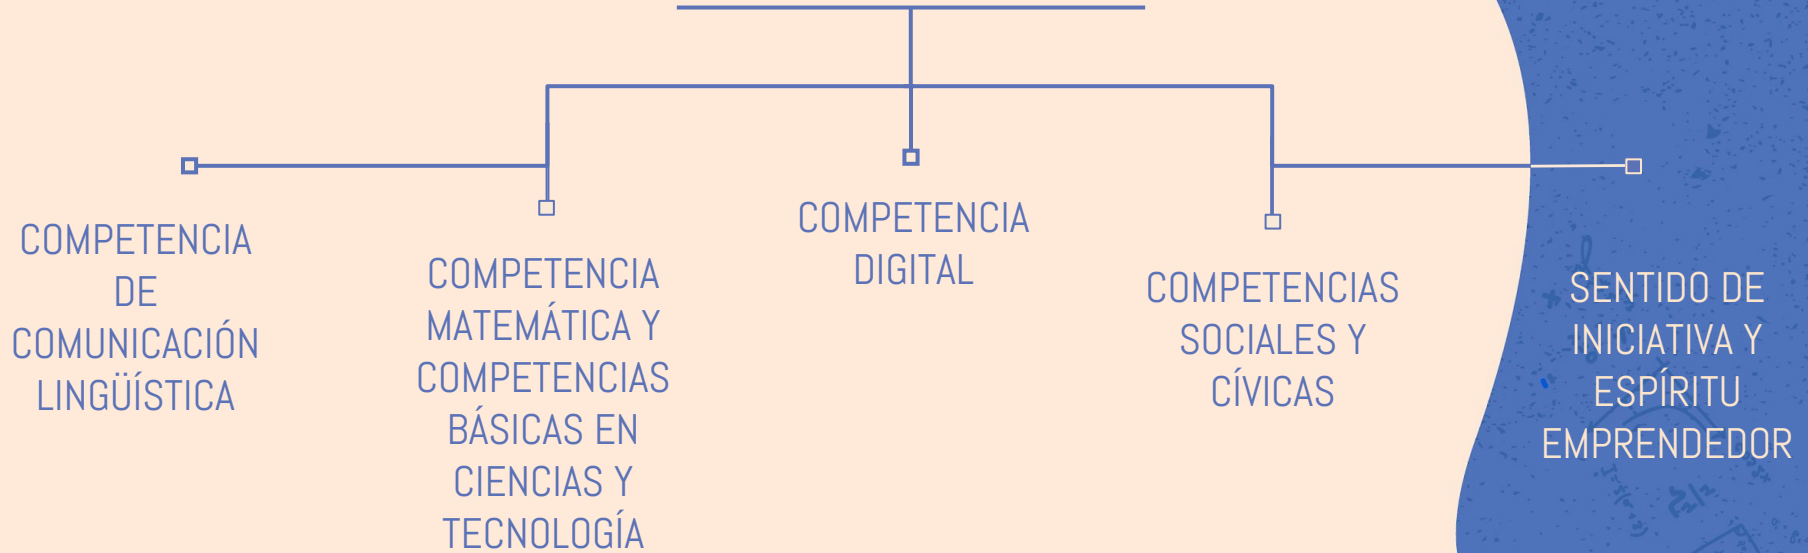 COMPETENCIA
DE
COMUNICACIÓN
LINGÜÍSTICA
COMPETENCIA
MATEMÁTICA Y
COMPETENCIAS
BÁSICAS EN
CIENCIAS Y
TECNOLOGÍA
COMPETENCIA
DIGITAL
COMPETENCIAS
SOCIALES Y
CÍVICAS
SENTIDO DE
INICIATIVA Y
ESPÍRITU
EMPRENDEDOR